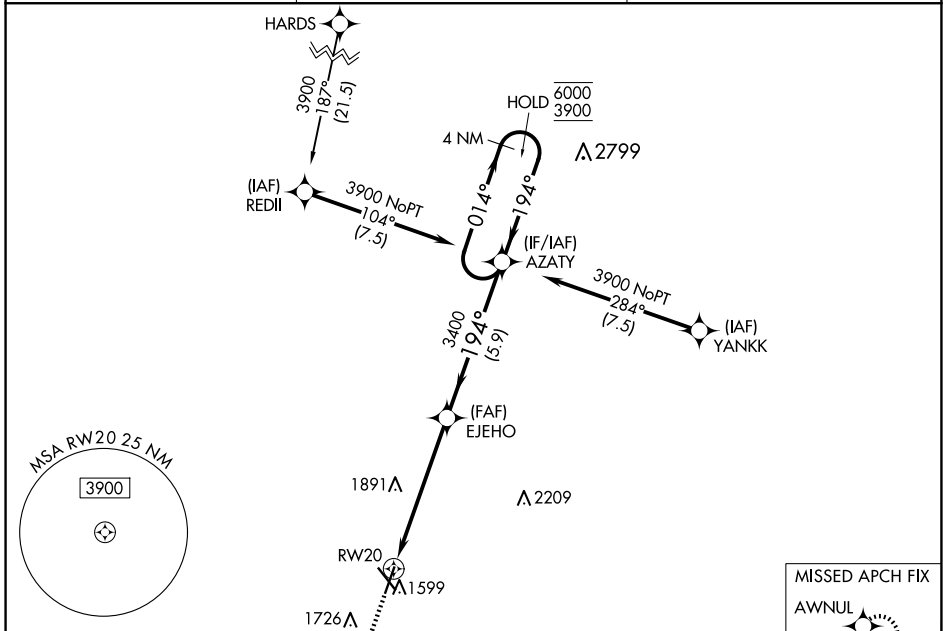 HARDS
3900
187°
(21.5)
HOLD
6000
3900
4 NM
2799
(IAF)
REDII
3900 NoPT
104°
(7.5)
014°
194°
(IF/IAF)
AZATY
3900 NoPT
284°
(7.5)
(IAF)
YANKK
3400
194°
(5.9)
(FAF)
EJEHO
MSA RW20 25 NM
3900
1891
2209
RW20
1599
1726
MISSED APCH FIX
AWNUL